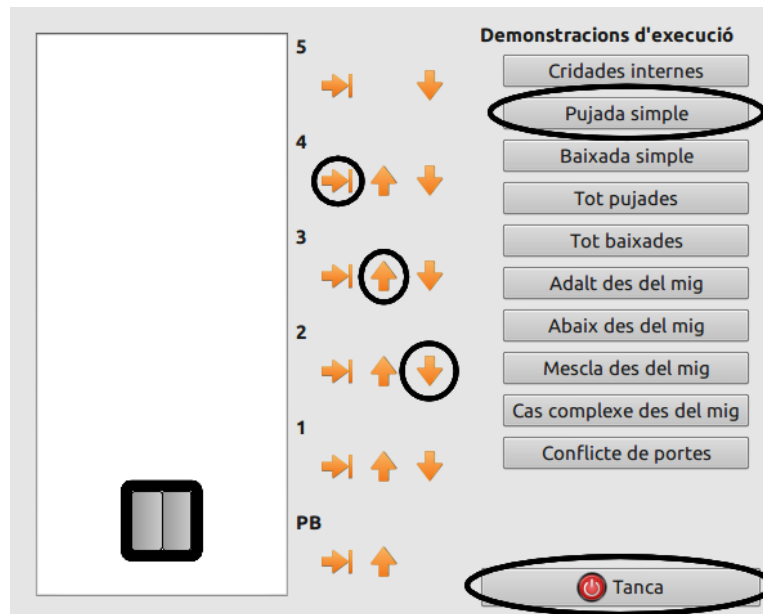 5
4
3
2
1
PB
Demonstracions d'execució
Cridades internes
Pujada simple
Baixada simple
Tot pujades
Tot baixades
Adalt des del mig
Abaix des del mig
Mescla des del mig
Cas complexe des del mig
Conflicte de portes
Tanca